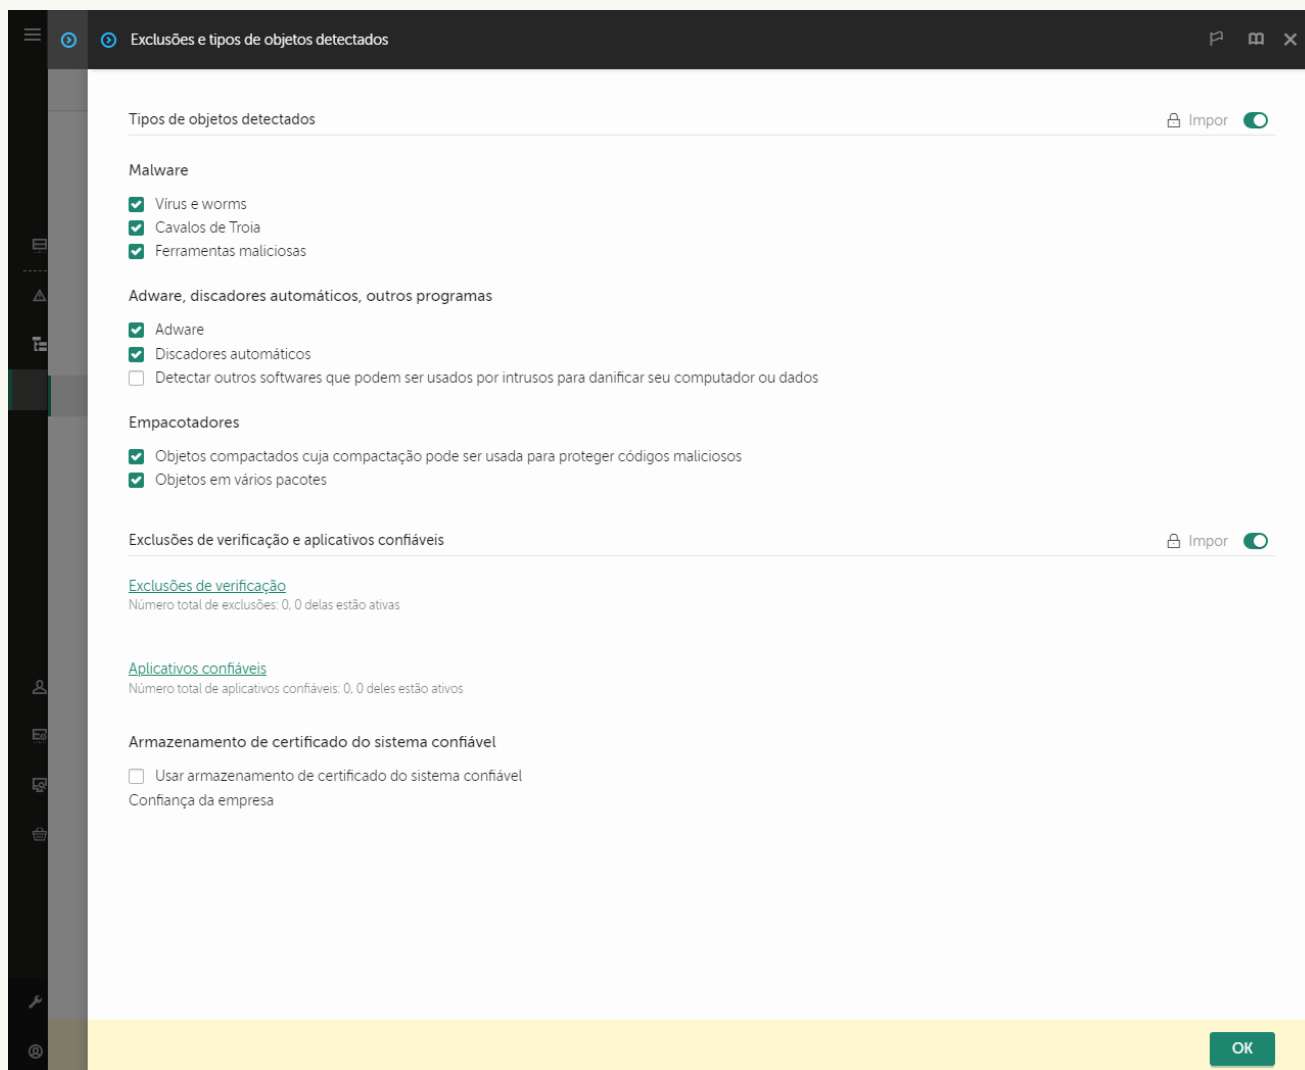 Exclusões e tipos de objetos detectados
Tipos de objetos detectados
Impor
Malware
Vírus e worms
Cavalos de Troia
Ferramentas maliciosas
Adware, discadores automáticos, outros programas
Adware
Discadores automáticos
Detectar outros softwares que podem ser usados por intrusos para danificar seu computador ou dados
Empacotadores
Objetos compactados cuja compactação pode ser usada para proteger códigos maliciosos
Objetos em vários pacotes
Exclusões de verificação e aplicativos confiáveis
Impor
Exclusões de verificação
Número total de exclusões: 0, 0 delas estão ativas
Aplicativos confiáveis
Número total de aplicativos confiáveis: 0, 0 deles estão ativos
Armazenamento de certificado do sistema confiável
Usar armazenamento de certificado do sistema confiável
Confiança da empresa
OK